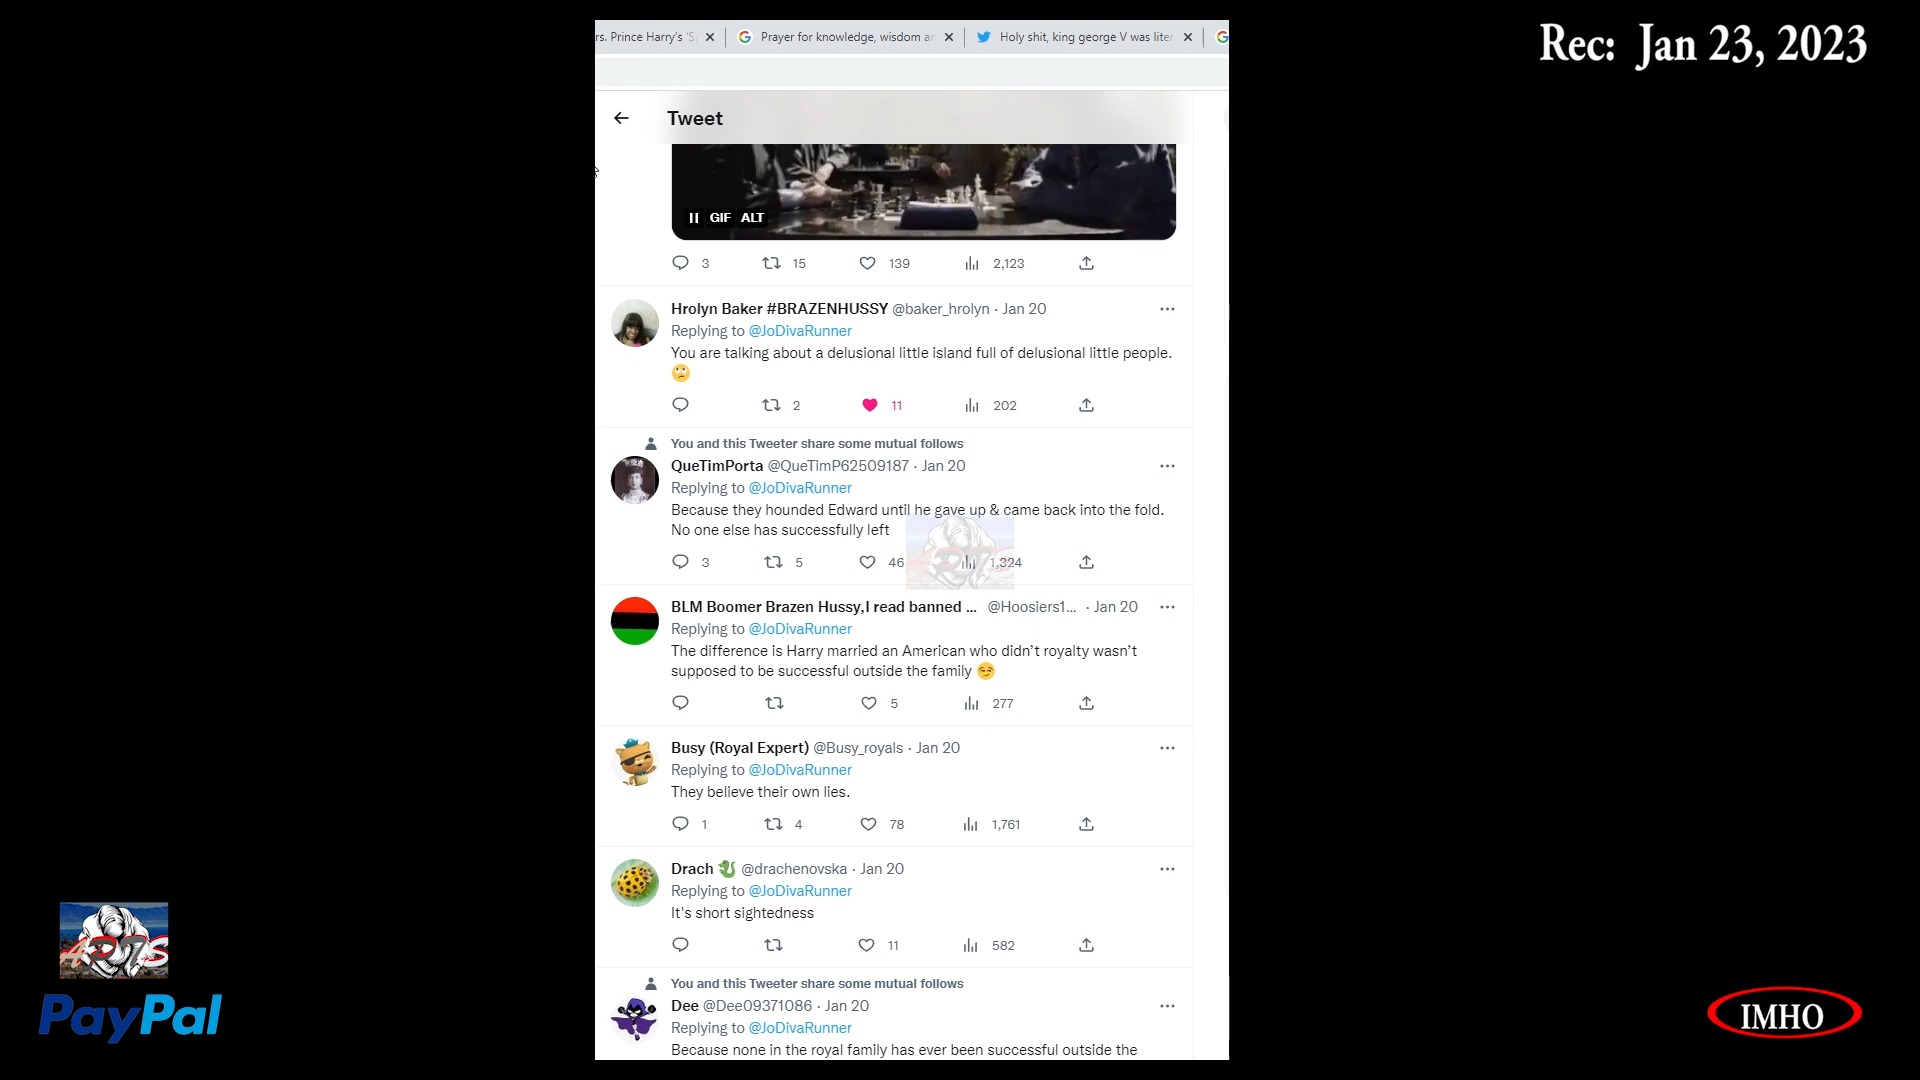 Rec: Jan 23, 2023
rs. Prince Harry's 'S
Prayer for knowledge, wisdom an
Holy shit, king george V was liter
Tweet
GIF ALT
3 15 139 2,123
Hrolyn Baker #BRAZENHUSSY @baker_hrolyn · Jan 20
Replying to @JoDivaRunner
You are talking about a delusional little island full of delusional little people.
2 11 202
You and this Tweeter share some mutual follows
QueTimPorta @QueTimP62509187 · Jan 20
Replying to @JoDivaRunner
Because they hounded Edward until he gave up & came back into the fold.
No one else has successfully left
3 5 46 1,324
BLM Boomer Brazen Hussy,I read banned ... @Hoosiers1... · Jan 20
Replying to @JoDivaRunner
The difference is Harry married an American who didn't royalty wasn't
supposed to be successful outside the family
5 277
Busy (Royal Expert) @Busy_royals · Jan 20
Replying to @JoDivaRunner
They believe their own lies.
1 4 78 1,761
Drach @drachenovska · Jan 20
Replying to @JoDivaRunner
It's short sightedness
11 582
You and this Tweeter share some mutual follows
Dee @Dee09371086 · Jan 20
Replying to @JoDivaRunner
Because none in the royal family has ever been successful outside the
PayPal
IMHO